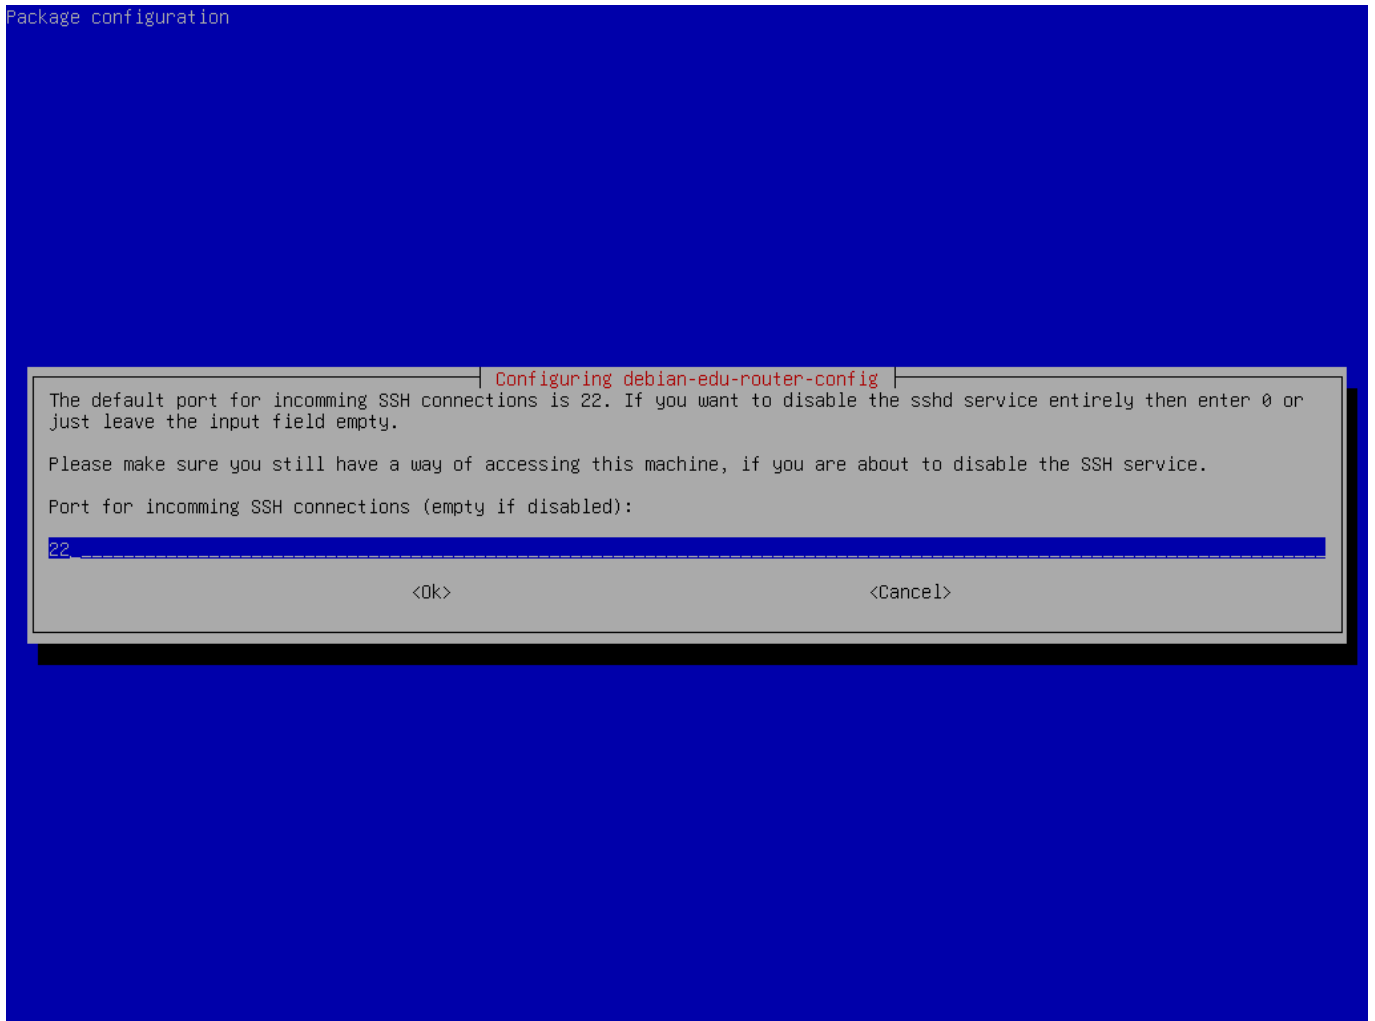 Package configuration
Configuring debian-edu-router-config
The default port for incomming SSH connections is 22. If you want to disable the sshd service entirely then enter 0 or
just leave the input field empty.
Please make sure you still have a way of accessing this machine, if you are about to disable the SSH service.
Port for incomming SSH connections (empty if disabled):
22
<Ok> <Cancel>